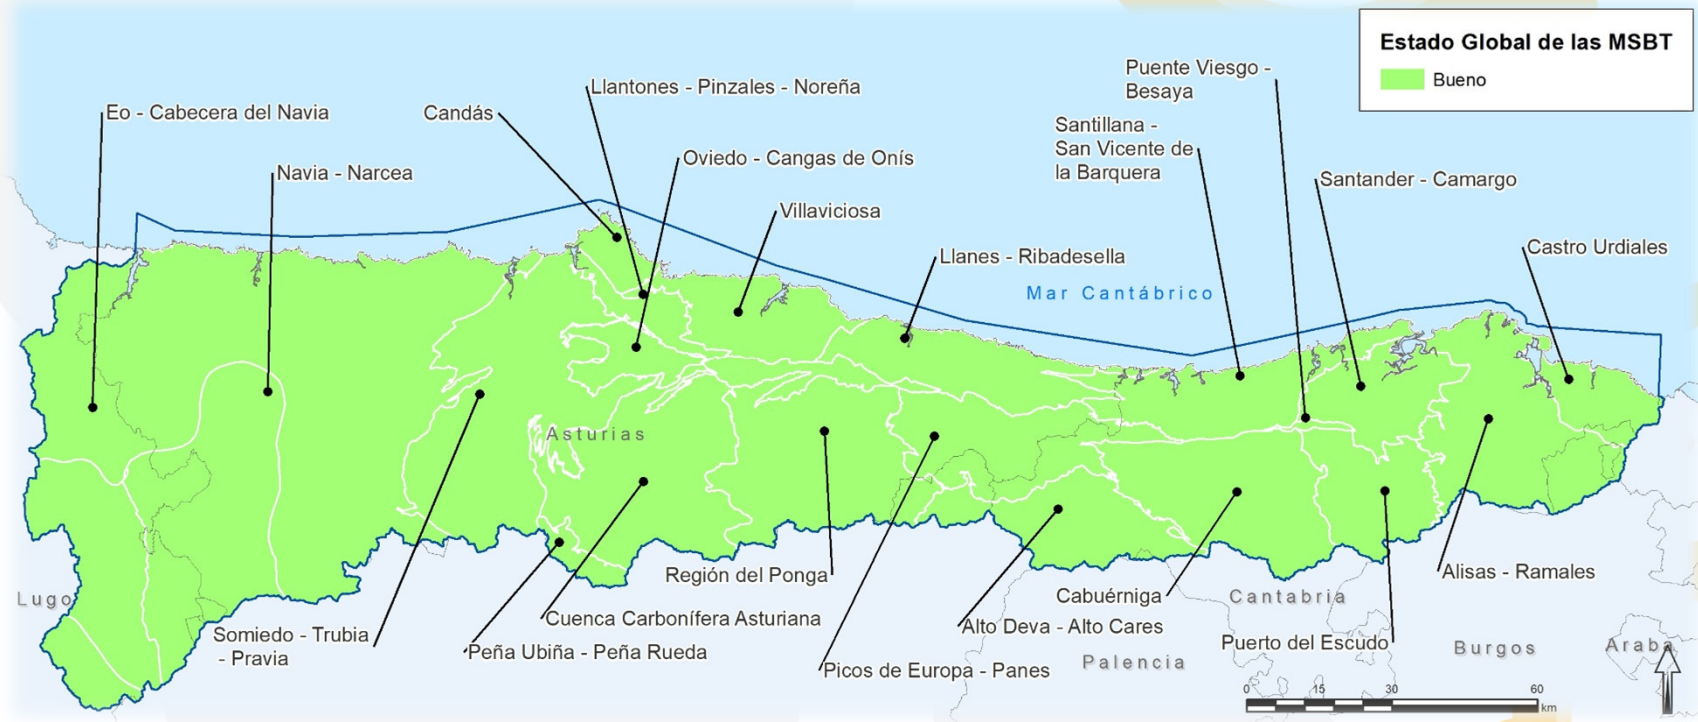 Estado Global de las MSBT
Bueno
Puente Viesgo -
Besaya
Llantones - Pinzales - Noreña
Eo - Cabecera del Navia
Candás
Santillana -
San Vicente de
la Barquera
Oviedo - Cangas de Onís
Navia - Narcea
Santander - Camargo
Villaviciosa
Castro Urdiales
Llanes - Ribadesella
Mar Cantábrico
Asturias
Región del Ponga
Alisas - Ramales
Cabuérniga
Cantabria
Lugo
Cuenca Carbonífera Asturiana
Alto Deva - Alto Cares
Somiedo - Trubia
- Pravia
Puerto del Escudo
Burgos
Araba
Peña Ubiña - Peña Rueda
Palencia
Picos de Europa - Panes
0 15 30 60
km